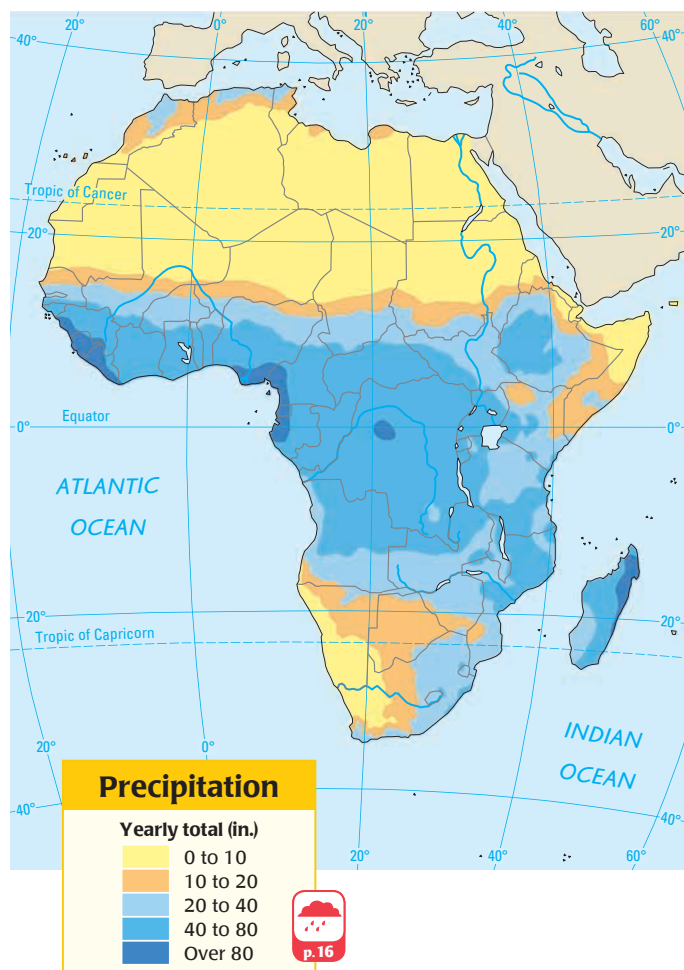 20°
0°
20°
40°
60°
40°
40°
Tropic of Cancer
20°
20°
Equator
0°
0°
ATLANTIC
OCEAN
20°
20°
Tropic of Capricorn
INDIAN
OCEAN
20°
0°
40°
40°
20°
40°
60°
Precipitation
Yearly total (in.)
0 to 10
10 to 20
20 to 40
40 to 80
Over 80
p.16